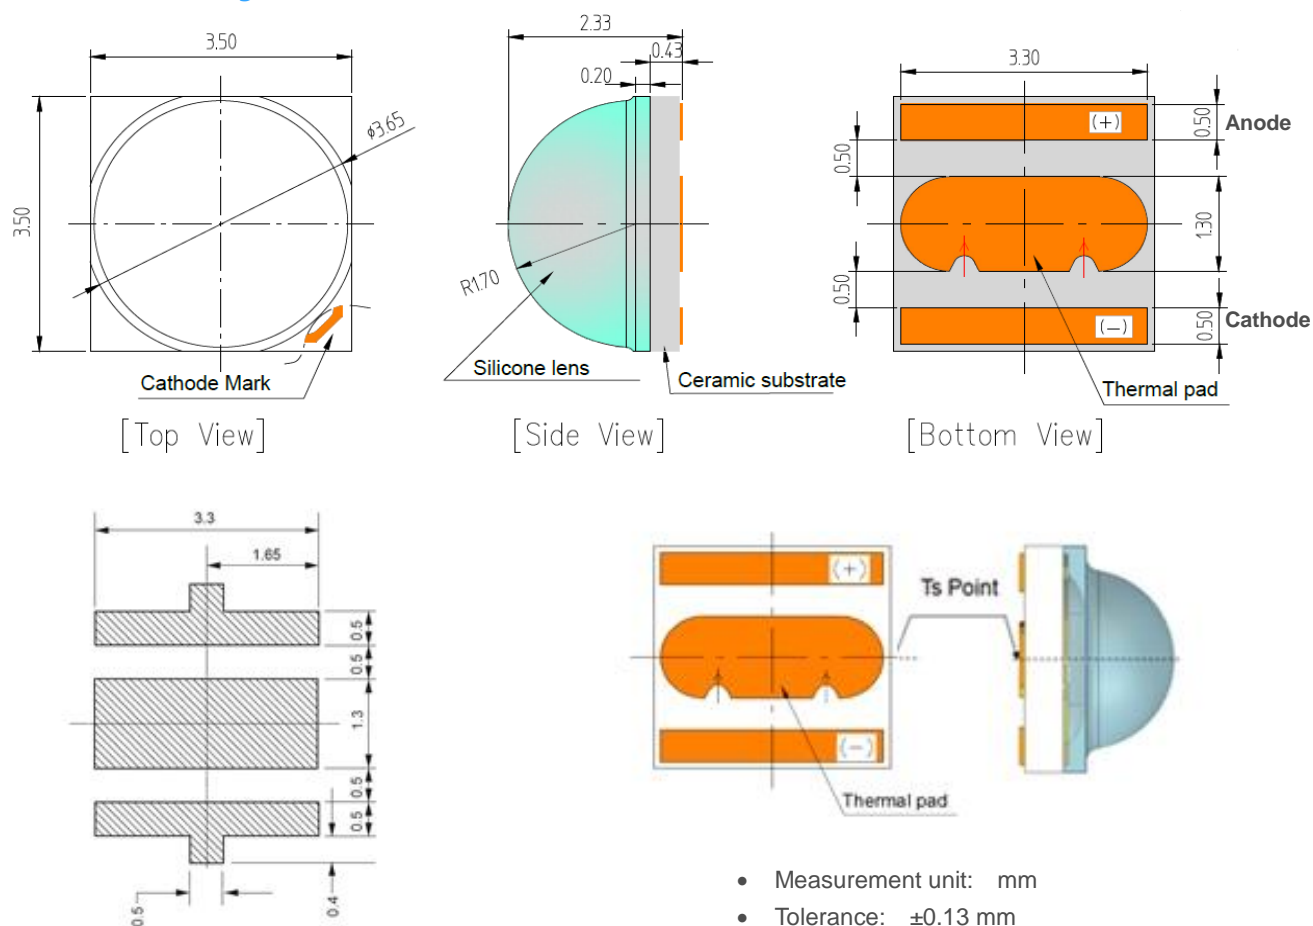 3.50
3.50
ø3.65
Cathode Mark
[Top View]
2.33
0.43
0.20
R1.70
Silicone lens
Ceramic substrate
[Side View]
3.30
(+)
0.50
Anode
0.50
1.30
0.50
(—)
0.50
Cathode
Thermal pad
[Bottom View]
3.3
1.65
0.5
0.5
1.3
0.5
0.5
0.5
0.4
(+)
Ts Point
(—)
Thermal pad
• Measurement unit: mm
• Tolerance: ±0.13 mm